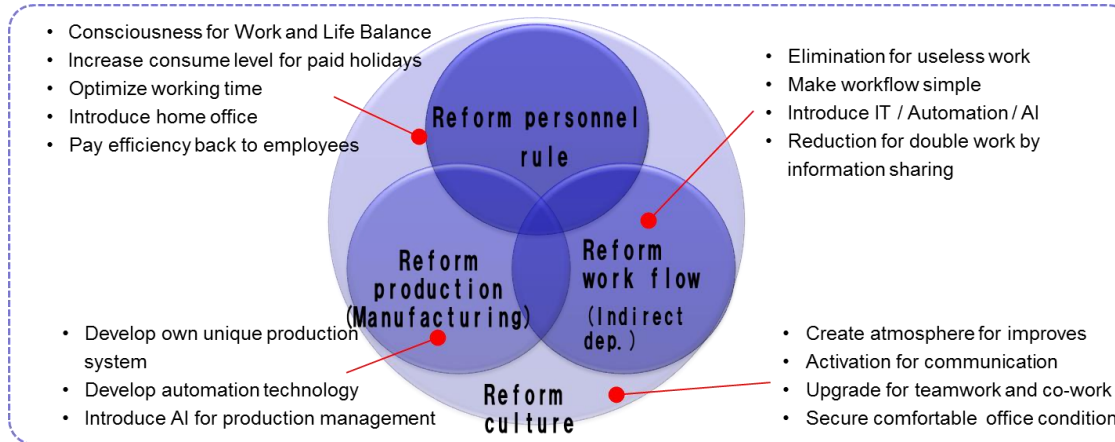 • Consciousness for Work and Life Balance
• Increase consume level for paid holidays
• Optimize working time
• Introduce home office
• Pay efficiency back to employees
• Elimination for useless work
• Make workflow simple
• Introduce IT / Automation / AI
• Reduction for double work by
information sharing
Reform personnel
rule
Reform
production
(Manufacturing)
Reform
work flow
(Indirect
dep.)
• Develop own unique production
system
• Develop automation technology
• Introduce AI for production management
Reform
culture
• Create atmosphere for improves
• Activation for communication
• Upgrade for teamwork and co-work
• Secure comfortable office condition